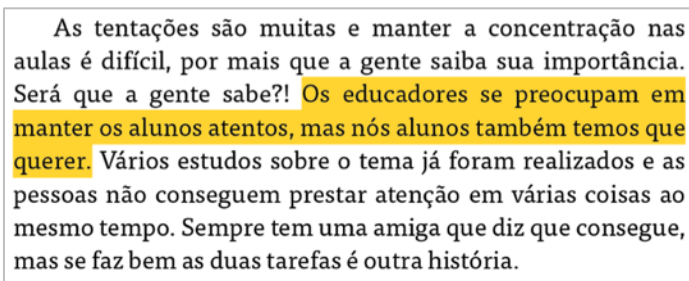 As tentações são muitas e manter a concentração nas
aulas é difícil, por mais que a gente saiba sua importância.
Será que a gente sabe?! Os educadores se preocupam em
manter os alunos atentos, mas nós alunos também temos que
querer. Vários estudos sobre o tema já foram realizados e as
pessoas não conseguem prestar atenção em várias coisas ao
mesmo tempo. Sempre tem uma amiga que diz que consegue,
mas se faz bem as duas tarefas é outra história.